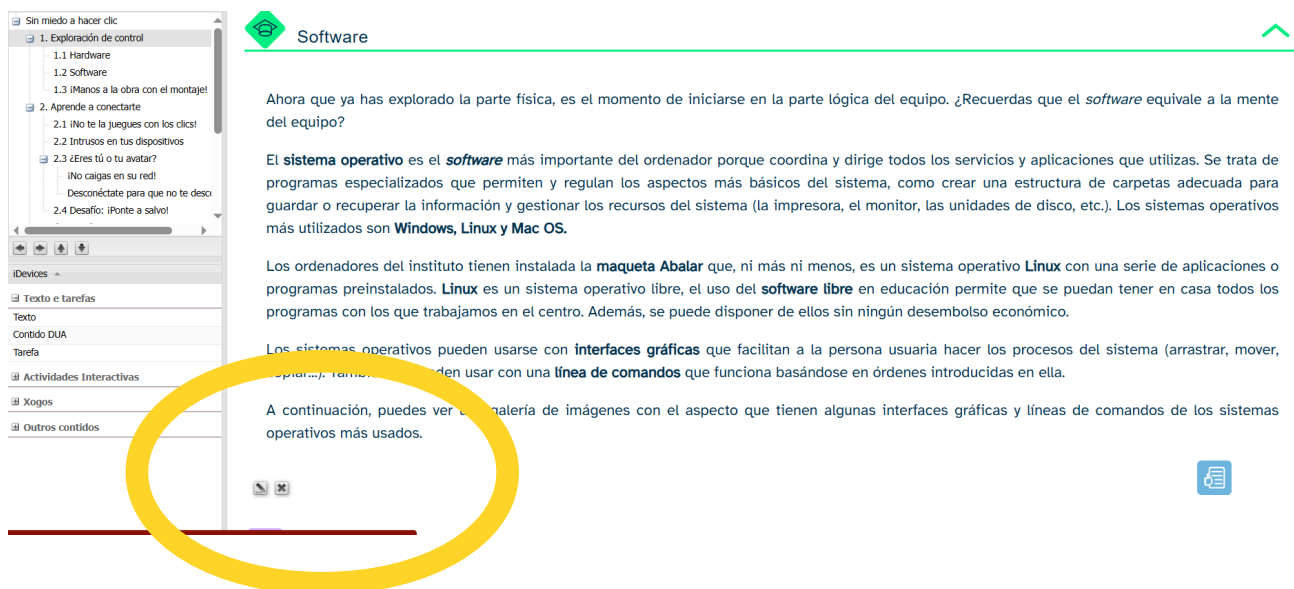 Sin miedo a hacer clic
1. Exploración de control
1.1 Hardware
1.2 Software
1.3 ¡Manos a la obra con el montaje!
2. Aprende a conectarte
2.1 ¡No te la juegues con los clics!
2.2 Intrusos en tus dispositivos
2.3 ¿Eres tú o tu avatar?
¡No caigas en su red!
Desconéctate para que no te desco
2.4 Desafío: ¡Ponte a salvo!
iDevices
Texto e tarefas
Texto
Contido DUA
Tarefa
Actividades Interactivas
Xogos
Outros contidos
Software
Ahora que ya has explorado la parte física, es el momento de iniciarse en la parte lógica del equipo. ¿Recuerdas que el software equivale a la mente
del equipo?
El sistema operativo es el software más importante del ordenador porque coordina y dirige todos los servicios y aplicaciones que utilizas. Se trata de
programas especializados que permiten y regulan los aspectos más básicos del sistema, como crear una estructura de carpetas adecuada para
guardar o recuperar la información y gestionar los recursos del sistema (la impresora, el monitor, las unidades de disco, etc.). Los sistemas operativos
más utilizados son Windows, Linux y Mac OS.
Los ordenadores del instituto tienen instalada la maqueta Abalar que, ni más ni menos, es un sistema operativo Linux con una serie de aplicaciones o
programas preinstalados. Linux es un sistema operativo libre, el uso del software libre en educación permite que se puedan tener en casa todos los
programas con los que trabajamos en el centro. Además, se puede disponer de ellos sin ningún desembolso económico.
Los sistemas operativos pueden usarse con interfaces gráficas que facilitan a la persona usuaria hacer los procesos del sistema (arrastrar, mover,
usar con una línea de comandos que funciona basándose en órdenes introducidas en ella.
A continuación, puedes ver galería de imágenes con el aspecto que tienen algunas interfaces gráficas y líneas de comandos de los sistemas
operativos más usados.